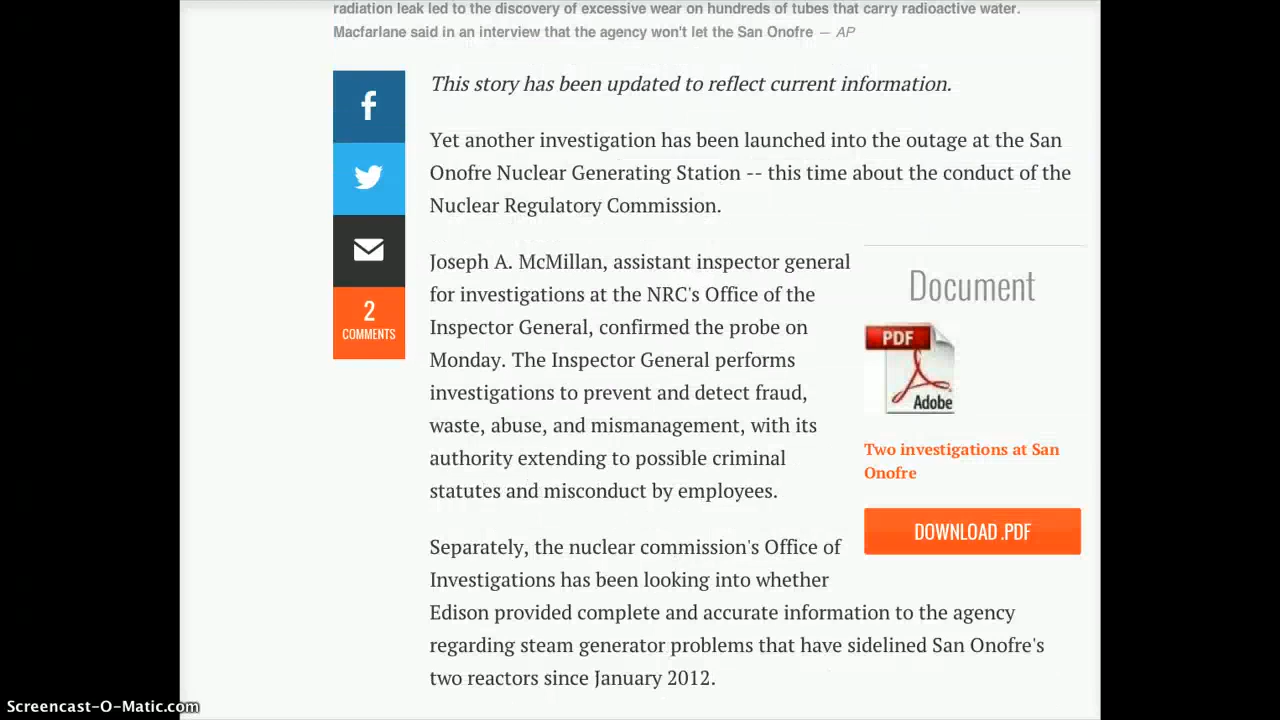 radiation leak led to the discovery of excessive wear on hundreds of tubes that carry radioactive water.
Macfarlane said in an interview that the agency won't let the San Onofre — AP
This story has been updated to reflect current information.
Yet another investigation has been launched into the outage at the San
Onofre Nuclear Generating Station -- this time about the conduct of the
Nuclear Regulatory Commission.
2
COMMENTS
Joseph A. McMillan, assistant inspector general
for investigations at the NRC's Office of the
Inspector General, confirmed the probe on
Monday. The Inspector General performs
investigations to prevent and detect fraud,
waste, abuse, and mismanagement, with its
authority extending to possible criminal
statutes and misconduct by employees.
Document
PDF
Adobe
Two investigations at San
Onofre
DOWNLOAD .PDF
Separately, the nuclear commission's Office of
Investigations has been looking into whether
Edison provided complete and accurate information to the agency
regarding steam generator problems that have sidelined San Onofre's
two reactors since January 2012.
Screencast-O-Matic.com